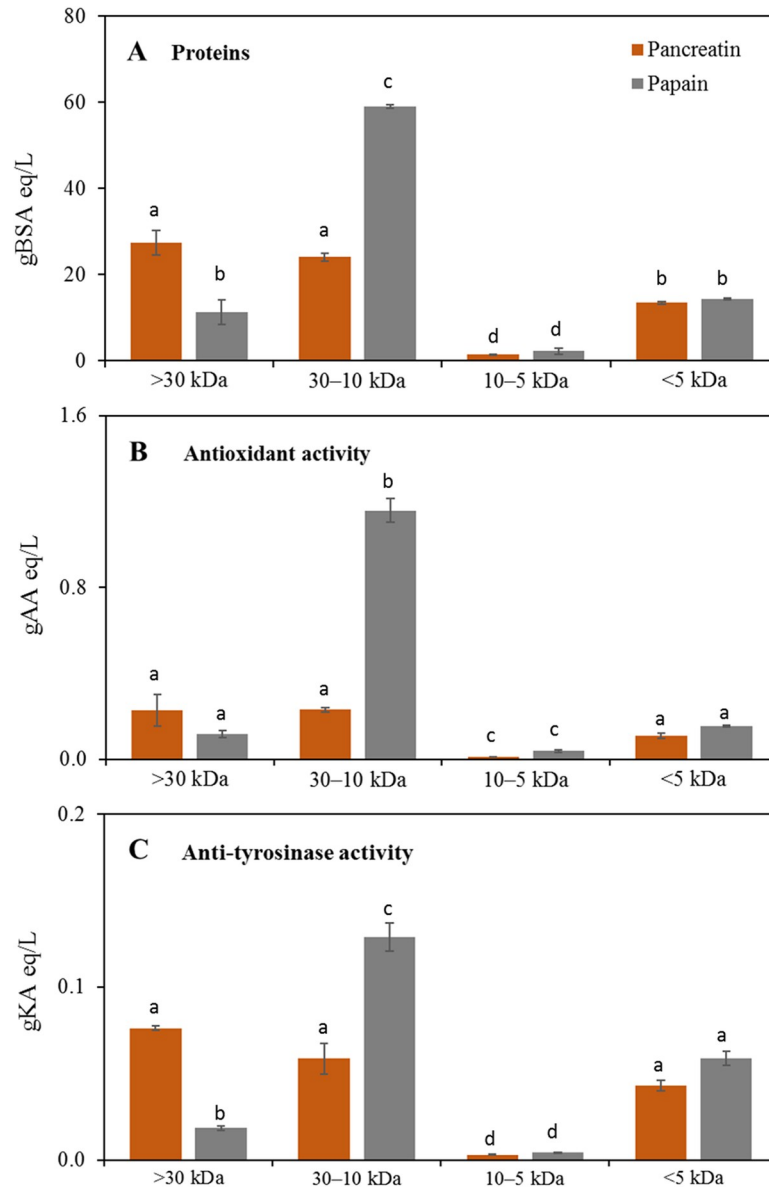 80
A Proteins
Pancreatin
Papain
60
40
20
0
gBSA eq/L
a
b
a
c
d
d
b
b
>30 kDa
30–10 kDa
10–5 kDa
<5 kDa
1.6
B Antioxidant activity
0.8
0.0
gAA eq/L
a
a
a
b
c
c
a
a
>30 kDa
30–10 kDa
10–5 kDa
<5 kDa
0.2
C Anti-tyrosinase activity
0.1
0.0
gKA eq/L
a
b
a
c
d
d
a
a
>30 kDa
30–10 kDa
10–5 kDa
<5 kDa